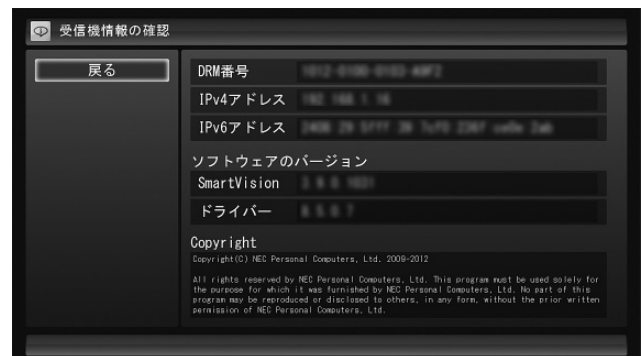 受信機情報の確認
戻る
DRM番号
IPv4アドレス
IPv6アドレス
ソフトウェアのバージョン
SmartVision
ドライバー
Copyright
Copyright(C) NEC Personal Computers, Ltd. 2009-2012
All rights reserved by NEC Personal Computers, Ltd. This program must be used solely for
the purpose for which it was furnished by NEC Personal Computers, Ltd. No part of this
program may be reproduced or disclosed to others, in any form, without the prior written
permission of NEC Personal Computers, Ltd.